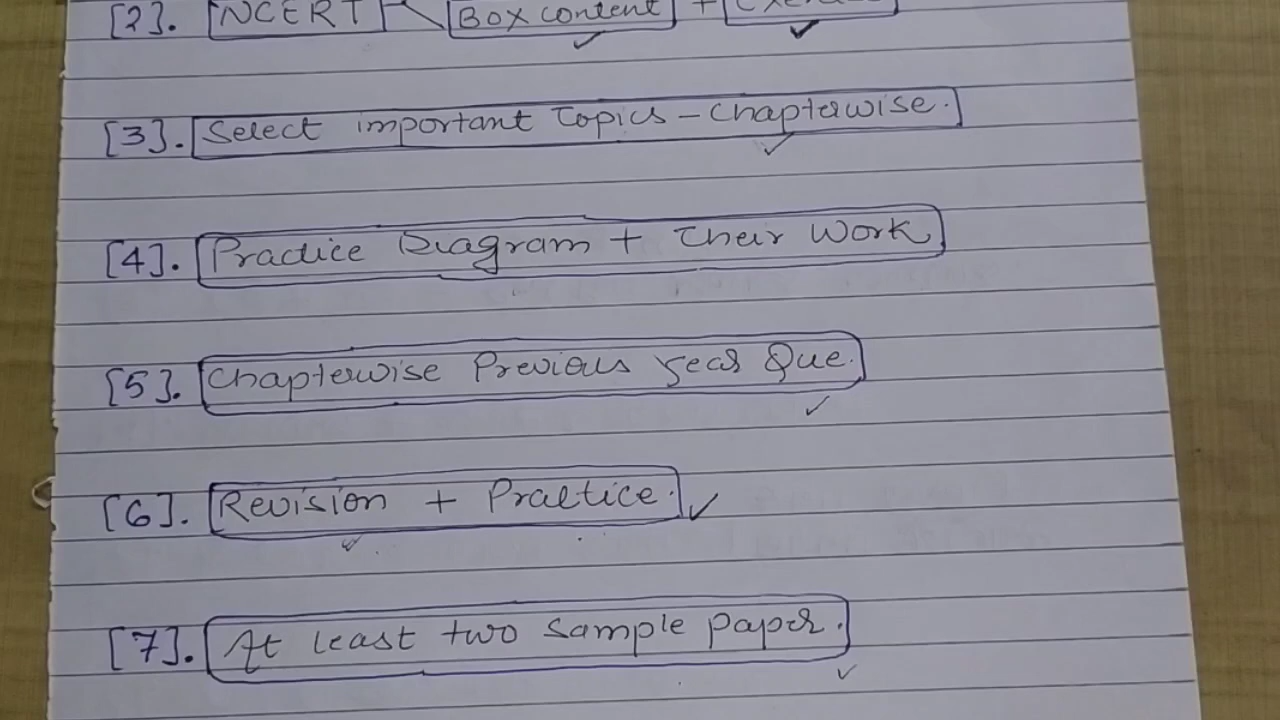 [2]. NCERT Box content +
[3]. Select important Topics - Chapterwise.
[4]. Practice Diagram + Their Work
[5]. Chapterwise Previous year Que.
[6]. Revision + Practice.
[7]. At least two sample paper.